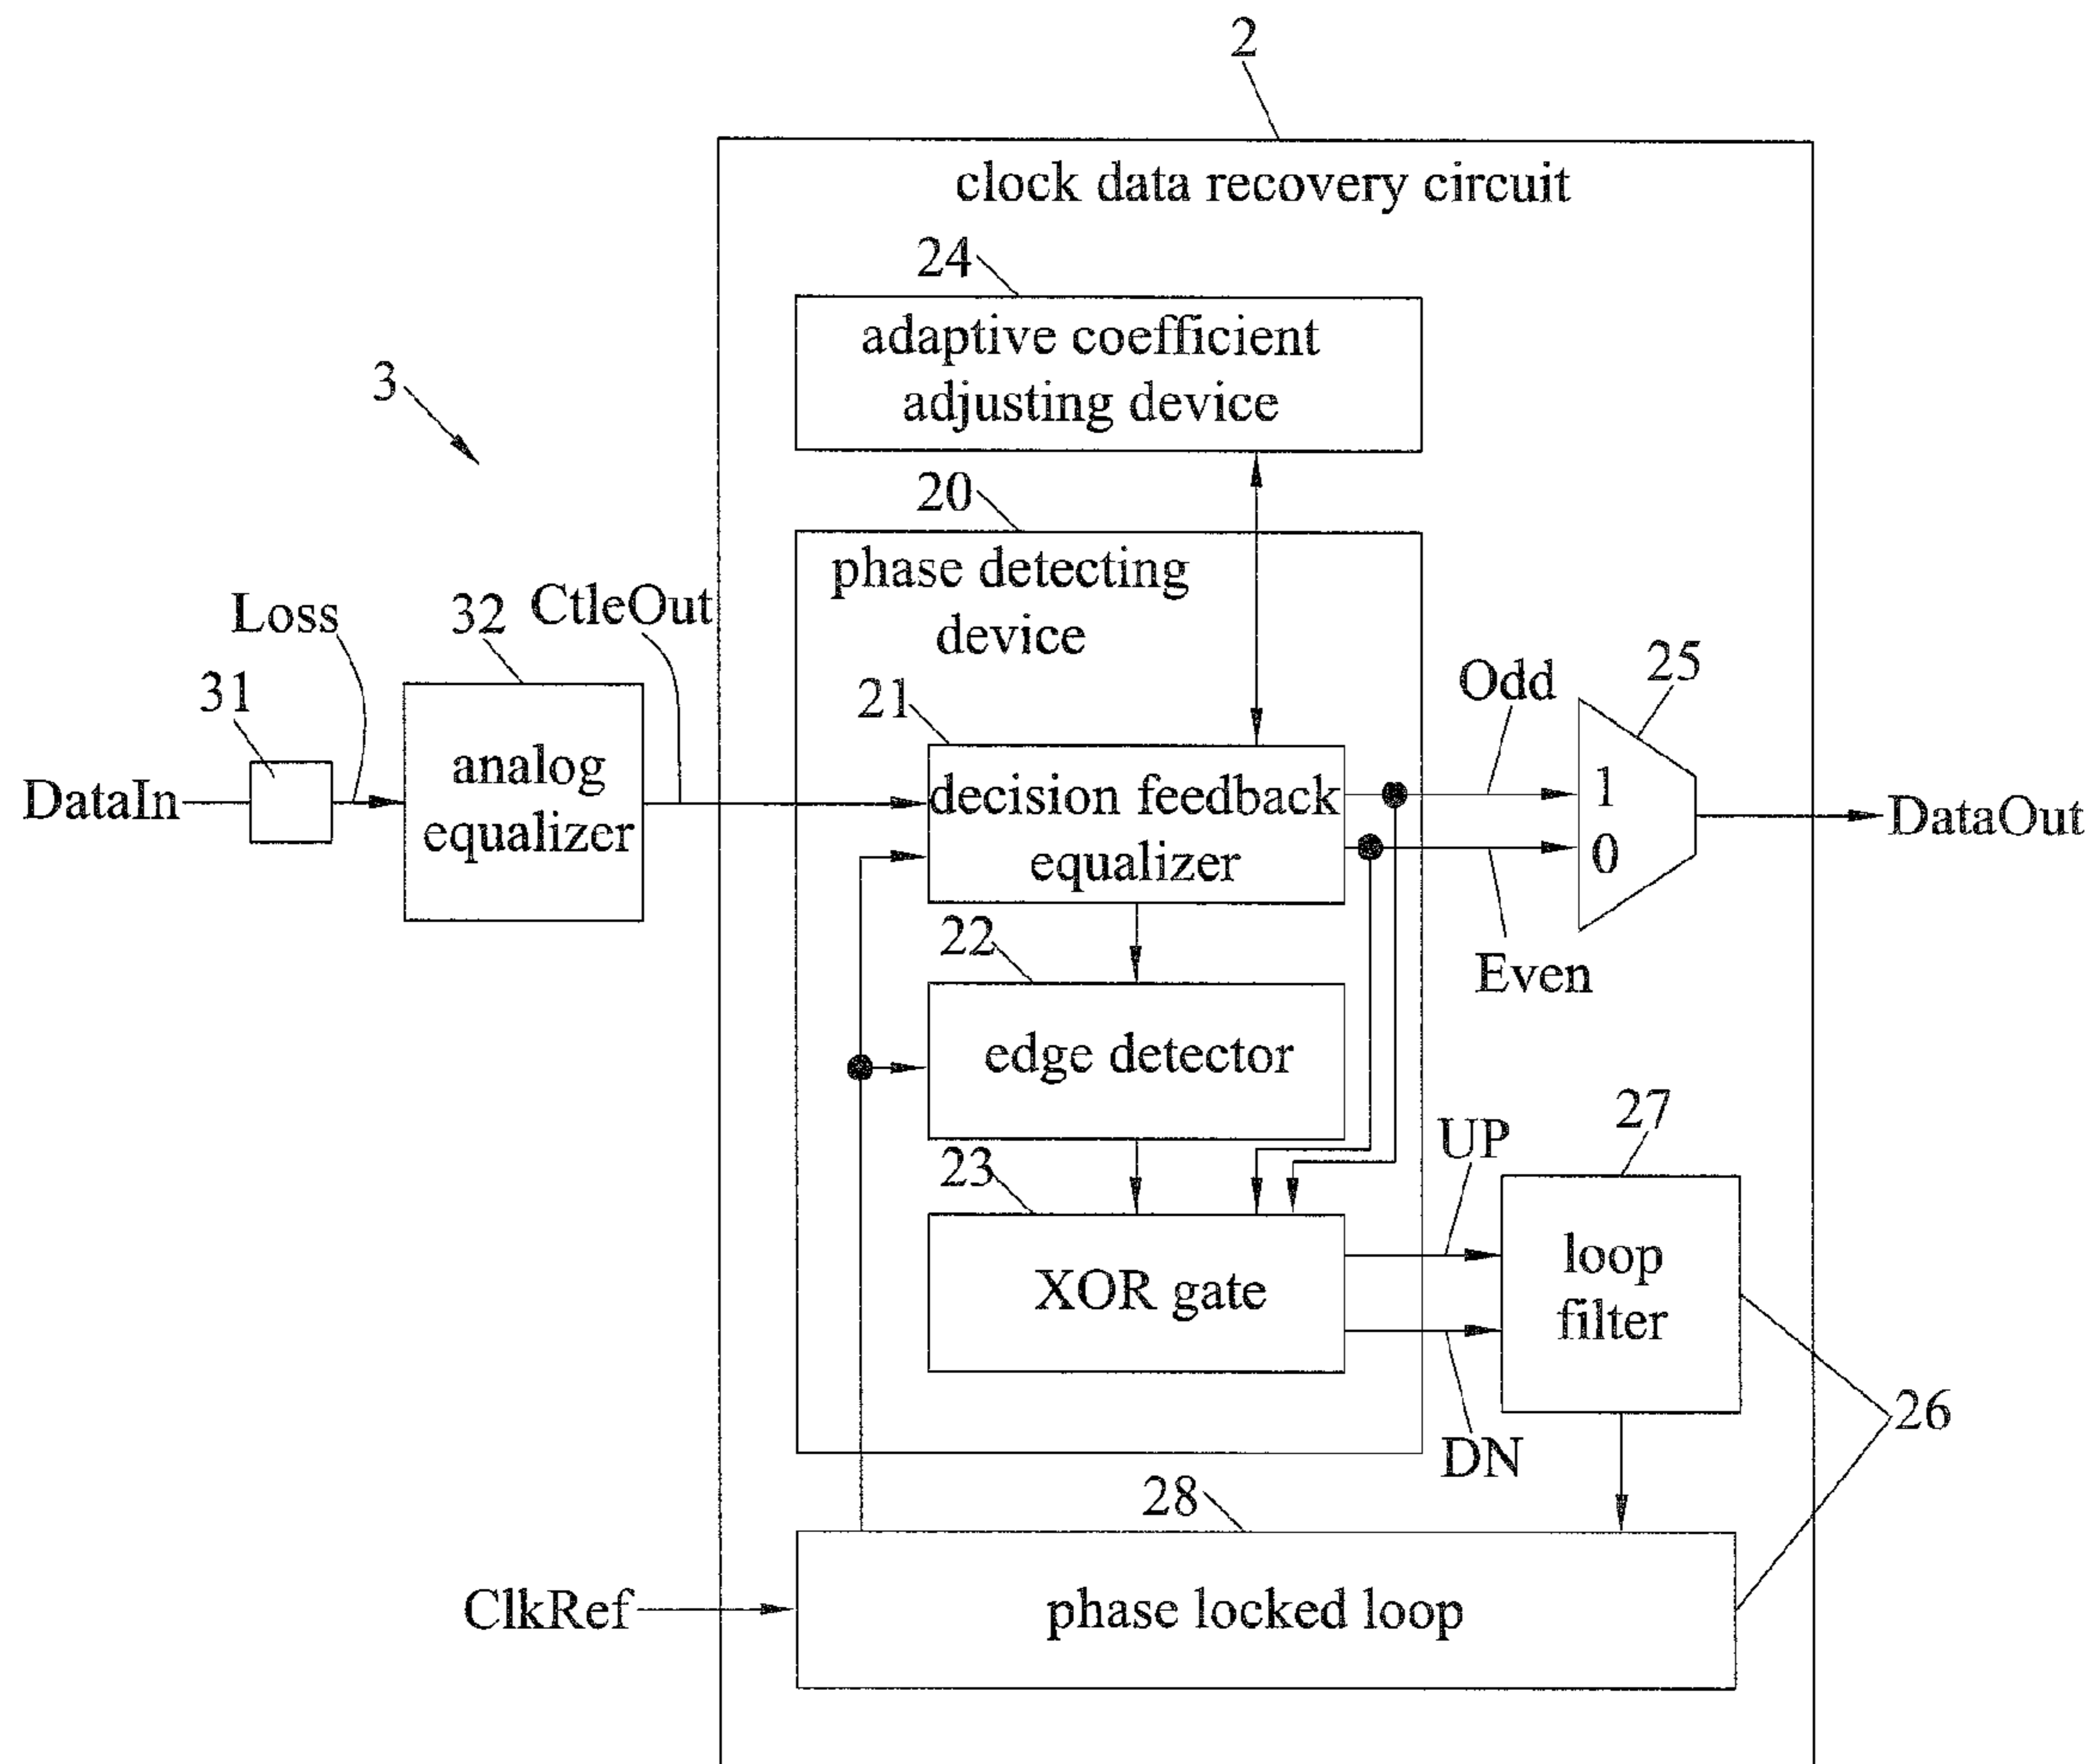 2
clock data recovery circuit
24
adaptive coefficient
adjusting device
3
20
phase detecting
device
Loss
32
CtleOut
31
21
Odd
25
DataIn
analog
equalizer
decision feedback
equalizer
1
0
DataOut
22
Even
edge detector
27
UP
23
XOR gate
loop
filter
26
DN
28
ClkRef
phase locked loop